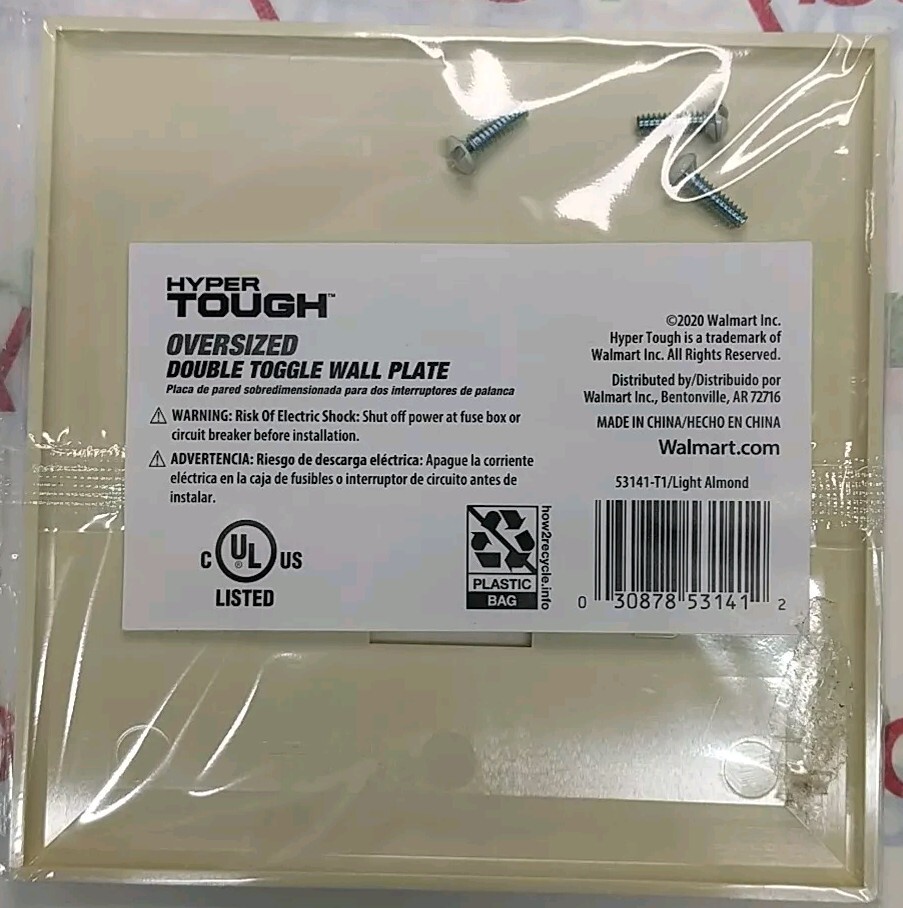 HYPER
TOUGH™
OVERSIZED
DOUBLE TOGGLE WALL PLATE
Placa de pared sobredimensionada para dos interruptores de palanca
⚠ WARNING: Risk Of Electric Shock: Shut off power at fuse box or
circuit breaker before installation.
⚠ ADVERTENCIA: Riesgo de descarga eléctrica: Apague la corriente
eléctrica en la caja de fusibles o interruptor de circuito antes de
instalar.
C UL® US
LISTED
PLASTIC
BAG
how2recycle.info
©2020 Walmart Inc.
Hyper Tough is a trademark of
Walmart Inc. All Rights Reserved.
Distributed by/Distribuido por
Walmart Inc., Bentonville, AR 72716
MADE IN CHINA/HECHO EN CHINA
Walmart.com
53141-T1/Light Almond
0 30878 53141 2